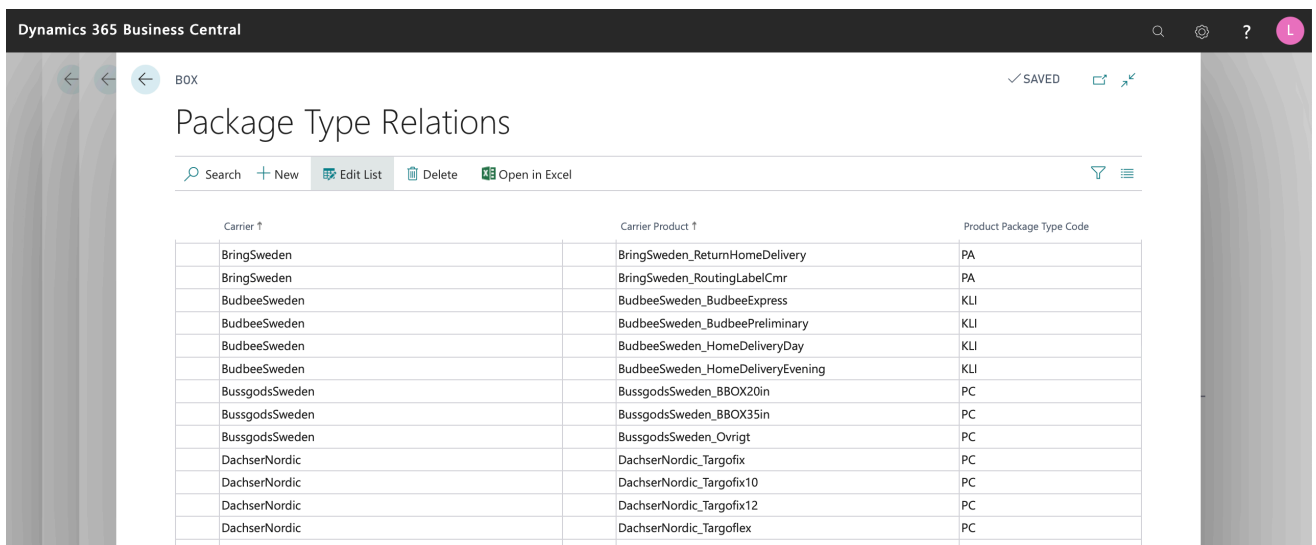 Dynamics 365 Business Central
? L
BOX SAVED
Package Type Relations
Search New Edit List Delete Open in Excel
Carrier ↑ Carrier Product ↑ Product Package Type Code
BringSweden BringSweden_ReturnHomeDelivery PA
BringSweden BringSweden_RoutingLabelCmr PA
BudbeeSweden BudbeeSweden_BudbeeExpress KLI
BudbeeSweden BudbeeSweden_BudbeePreliminary KLI
BudbeeSweden BudbeeSweden_HomeDeliveryDay KLI
BudbeeSweden BudbeeSweden_HomeDeliveryEvening KLI
BussgodsSweden BussgodsSweden_BBOX20in PC
BussgodsSweden BussgodsSweden_BBOX35in PC
BussgodsSweden BussgodsSweden_Ovrigt PC
DachserNordic DachserNordic_Targofix PC
DachserNordic DachserNordic_Targofix10 PC
DachserNordic DachserNordic_Targofix12 PC
DachserNordic DachserNordic_Targoflex PC